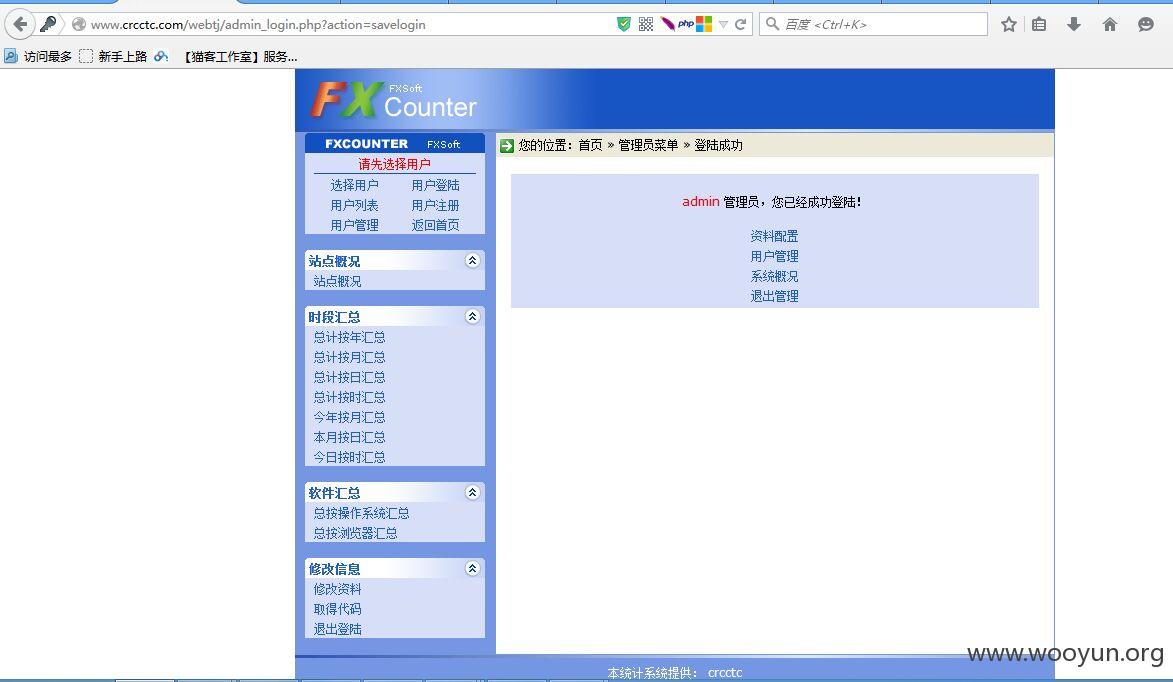 www.crcctc.com/webtj/admin_login.php?action=savelogin
php
百度 <Ctrl+K>
访问最多 新手上路 【猫客工作室】服务...
FX FXSoft Counter
FXCOUNTER FXSoft
请先选择用户
选择用户 用户登陆
用户列表 用户注册
用户管理 返回首页
站点概况
站点概况
时段汇总
总计按年汇总
总计按月汇总
总计按日汇总
总计按时汇总
今年按月汇总
本月按日汇总
今日按时汇总
软件汇总
总按操作系统汇总
总按浏览器汇总
修改信息
修改资料
取得代码
退出登陆
您的位置：首页 » 管理员菜单 » 登陆成功
admin 管理员，您已经成功登陆！
资料配置
用户管理
系统概况
退出管理
www.wooyun.org
本统计系统提供： crcctc